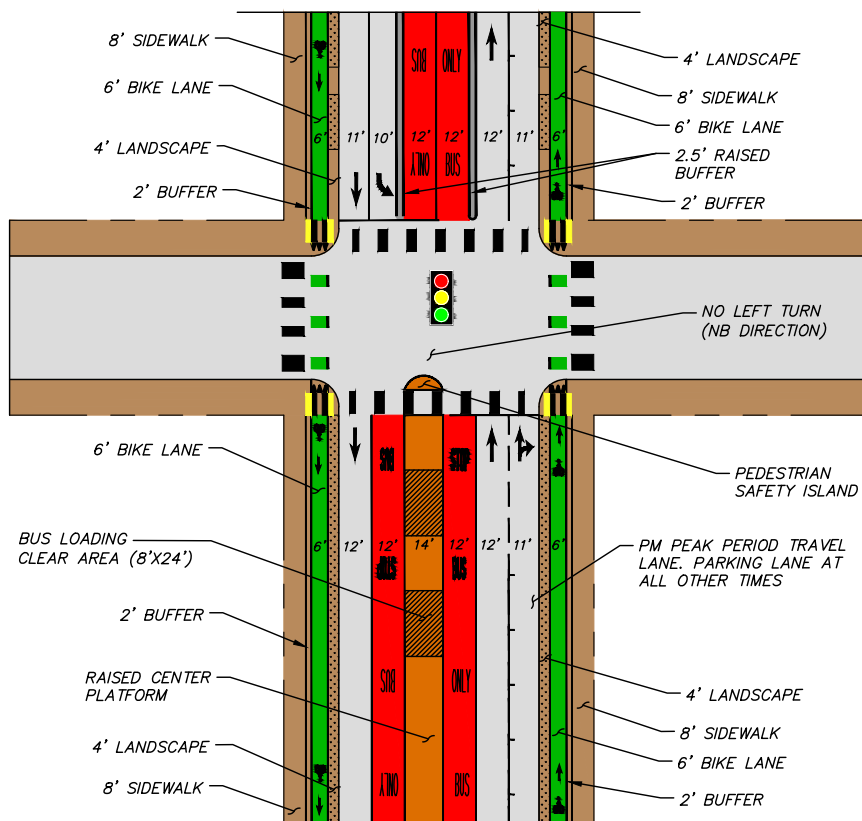 8' SIDEWALK
6' BIKE LANE
4' LANDSCAPE
2' BUFFER
4' LANDSCAPE
8' SIDEWALK
6' BIKE LANE
2.5' RAISED
BUFFER
2' BUFFER
BUS
ONLY
6'
11'
10'
12'
12'
12'
11'
6'
ONLY
BUS
NO LEFT TURN
(NB DIRECTION)
6' BIKE LANE
BUS LOADING
CLEAR AREA (8'X24')
2' BUFFER
RAISED CENTER
PLATFORM
4' LANDSCAPE
8' SIDEWALK
BUS
6'
12'
12'
14'
12'
12'
11'
6'
BUS
BUS
ONLY
ONLY
BUS
PEDESTRIAN
SAFETY ISLAND
PM PEAK PERIOD TRAVEL
LANE. PARKING LANE AT
ALL OTHER TIMES
4' LANDSCAPE
8' SIDEWALK
6' BIKE LANE
2' BUFFER